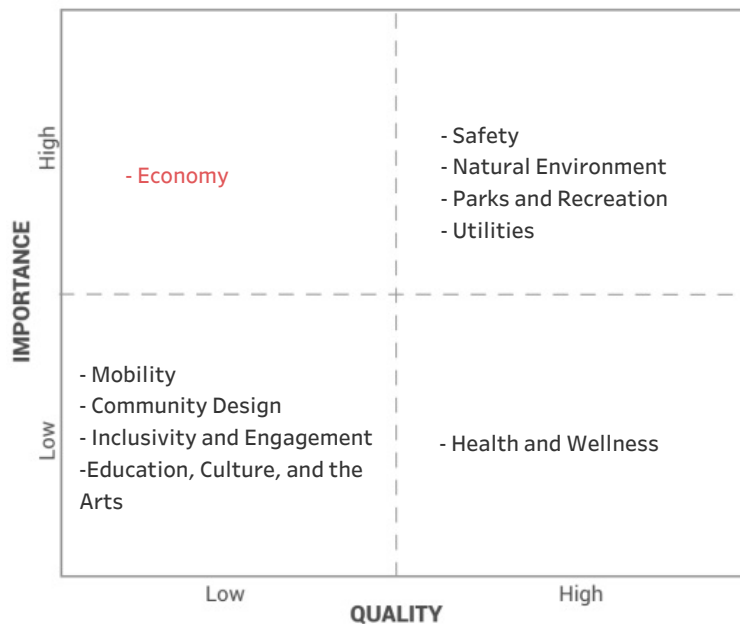 High
- Safety
- Natural Environment
- Economy
- Parks and Recreation
- Utilities
IMPORTANCE
- Mobility
- Community Design
- Inclusivity and Engagement
-Education, Culture, and the
Arts
Low
- Health and Wellness
Low
High
QUALITY